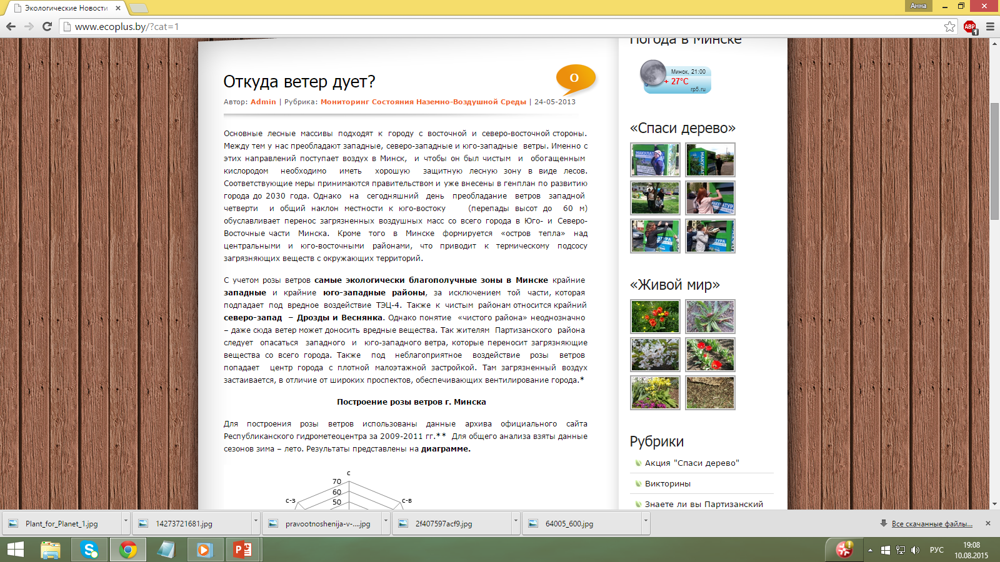 Экологические Новости
Анна
www.ecoplus.by/?cat=1
ABP
1
Откуда ветер дует?
0
Автор: Admin | Рубрика: Мониторинг Состояния Наземно-Воздушной Среды | 24-05-2013
Основные лесные массивы подходят к городу с восточной и северо-восточной стороны.
Между тем у нас преобладают западные, северо-западные и юго-западные ветры. Именно с
этих направлений поступает воздух в Минск, и чтобы он был чистым и обогащенным
кислородом необходимо иметь хорошую защитную лесную зону в виде лесов.
Соответствующие меры принимаются правительством и уже внесены в генплан по развитию
города до 2030 года. Однако на сегодняшний день преобладание ветров западной
четверти и общий наклон местности к юго-востоку (перепады высот до 60 м)
обуславливает перенос загрязненных воздушных масс со всего города в Юго- и Северо-
Восточные части Минска. Кроме того в Минске формируется «остров тепла» над
центральными и юго-восточными районами, что приводит к термическому подсосу
загрязняющих веществ с окружающих территорий.
С учетом розы ветров самые экологически благополучные зоны в Минске крайние
западные и крайние юго-западные районы, за исключением той части, которая
подпадает под вредное воздействие ТЭЦ-4. Также к чистым районам относится крайний
северо-запад – Дрозды и Веснянка. Однако понятие «чистого района» неоднозначно
– даже сюда ветер может доносить вредные вещества. Так жителям Партизанского района
следует опасаться западного и юго-западного ветра, которые переносит загрязняющие
вещества со всего города. Также под неблагоприятное воздействие розы ветров
попадает центр города с плотной малоэтажной застройкой. Там загрязненный воздух
застаивается, в отличие от широких проспектов, обеспечивающих вентилирование города.*
Построение розы ветров г. Минска
Для построения розы ветров использованы данные архива официального сайта
Республиканского гидрометеоцентра за 2009-2011 гг.** Для общего анализа взяты данные
сезонов зима – лето. Результаты представлены на диаграмме.
с
70
60
с-з
50
с-в
Погода в Минске
Минск, 21:00
+ 27°C
rp5.ru
«Спаси дерево»
МАКУЛАТУРА
«Живой мир»
Рубрики
Акция "Спаси дерево"
Викторины
Знаете ли вы Партизанский
Plant_for_Planet_1.jpg
14273721681.jpg
pravootnoshenija-v-....jpg
2f407597acf9.jpg
64005_600.jpg
Все скачанные файлы...
РУС
19:08
10.08.2015